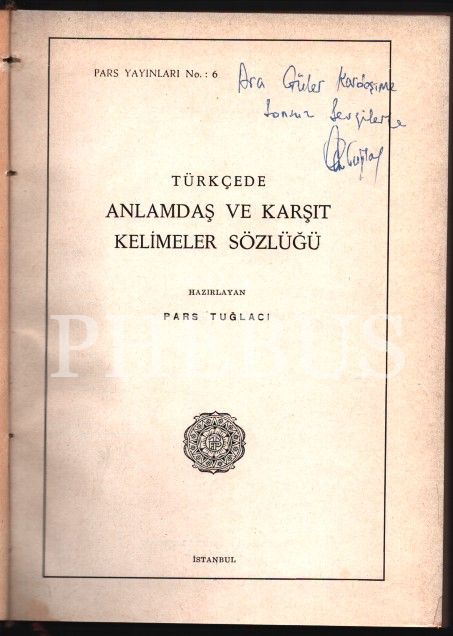 PARS YAYINLARI No. : 6
Ara Güler Kardeşime
Sonsuz Sevgilerle
TÜRKÇEDE
ANLAMDAŞ VE KARŞIT
KELİMELER SÖZLÜĞÜ
HAZIRLAYAN
PARS TUĞLACI
PHEBUS
İSTANBUL